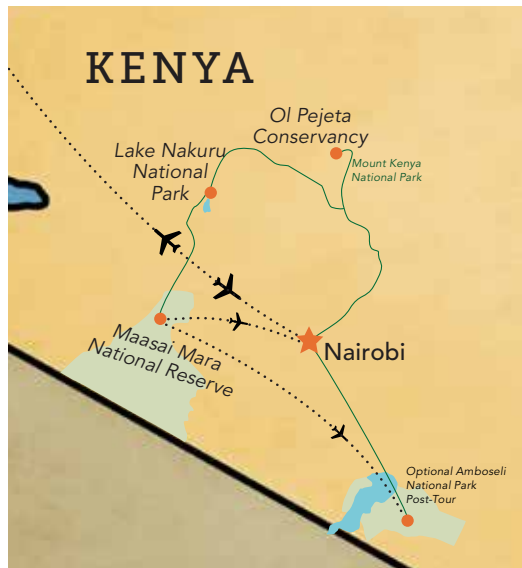 KENYA
Ol Pejeta
Conservancy
Lake Nakuru
National
Park
Mount Kenya
National Park
Maasai Mara
National Reserve
Nairobi
Optional Amboseli
National Park
Post-Tour